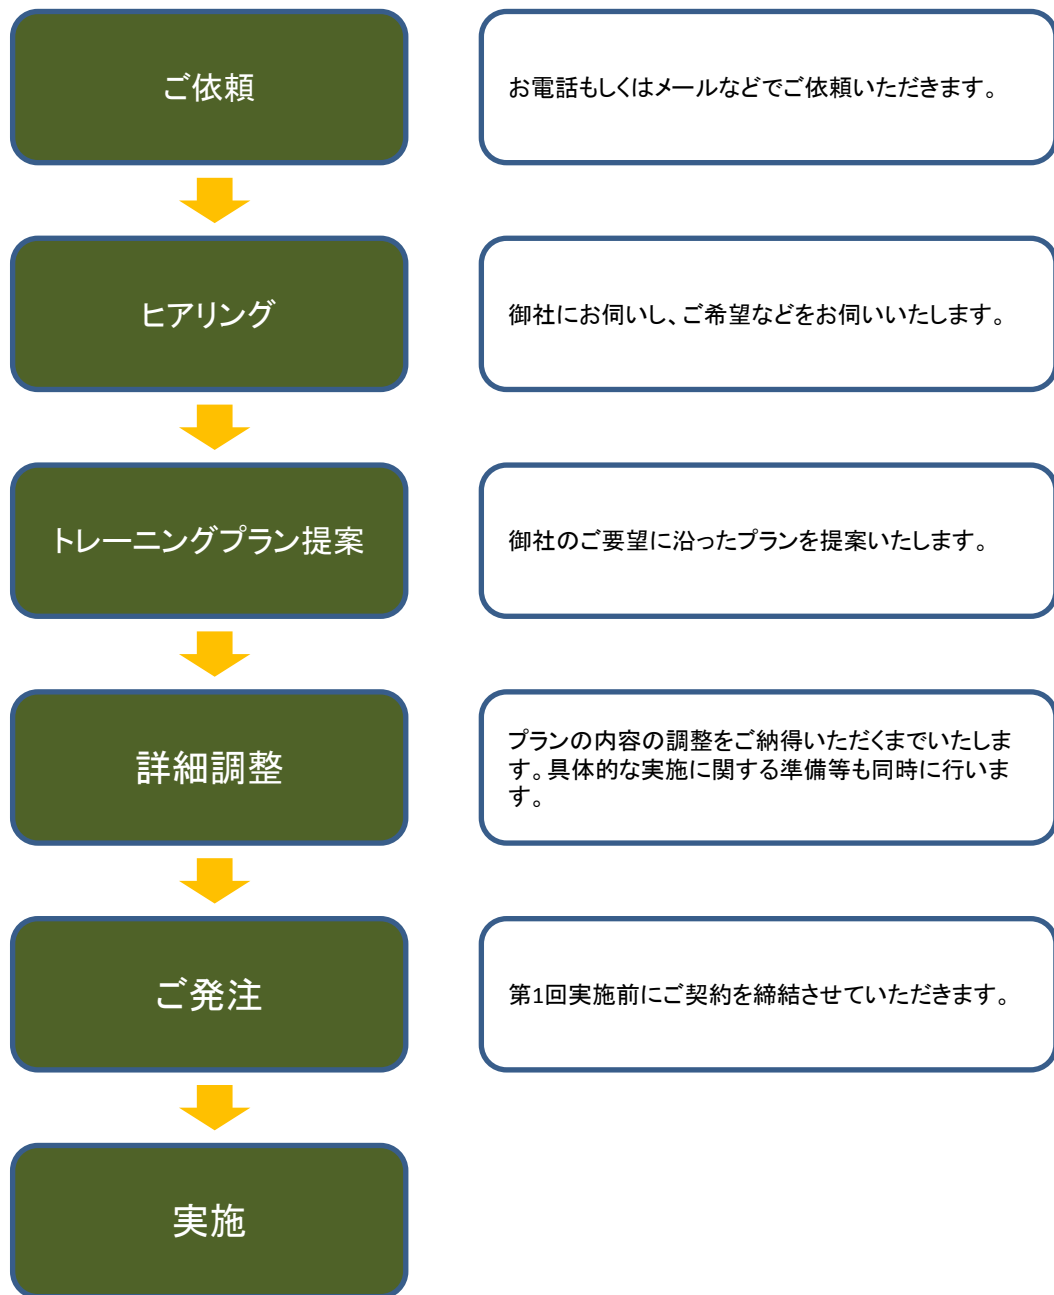 ご依頼
お電話もしくはメールなどでご依頼いただきます。
ヒアリング
御社にお伺いし、ご希望などをお伺いいたします。
トレーニングプラン提案
御社のご要望に沿ったプランを提案いたします。
詳細調整
プランの内容の調整をご納得いただくまでいたしま
す。具体的な実施に関する準備等も同時に行いま
す。
ご発注
第1回実施前にご契約を締結させていただきます。
実施